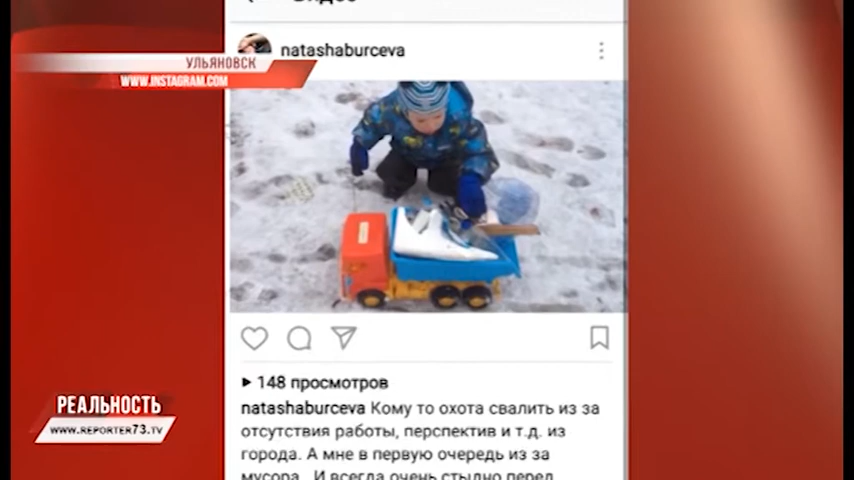 natashaburceva
УЛЬЯНОВСК
WWW.INSTAGRAM.COM
148 просмотров
natashaburceva Кому то охота свалить из за
отсутствия работы, перспектив и т.д. из
города. А мне в первую очередь из за
мусора.. И всегда очень стыдно перед
РЕАЛЬНОСТЬ
WWW.REPORTER73.TV